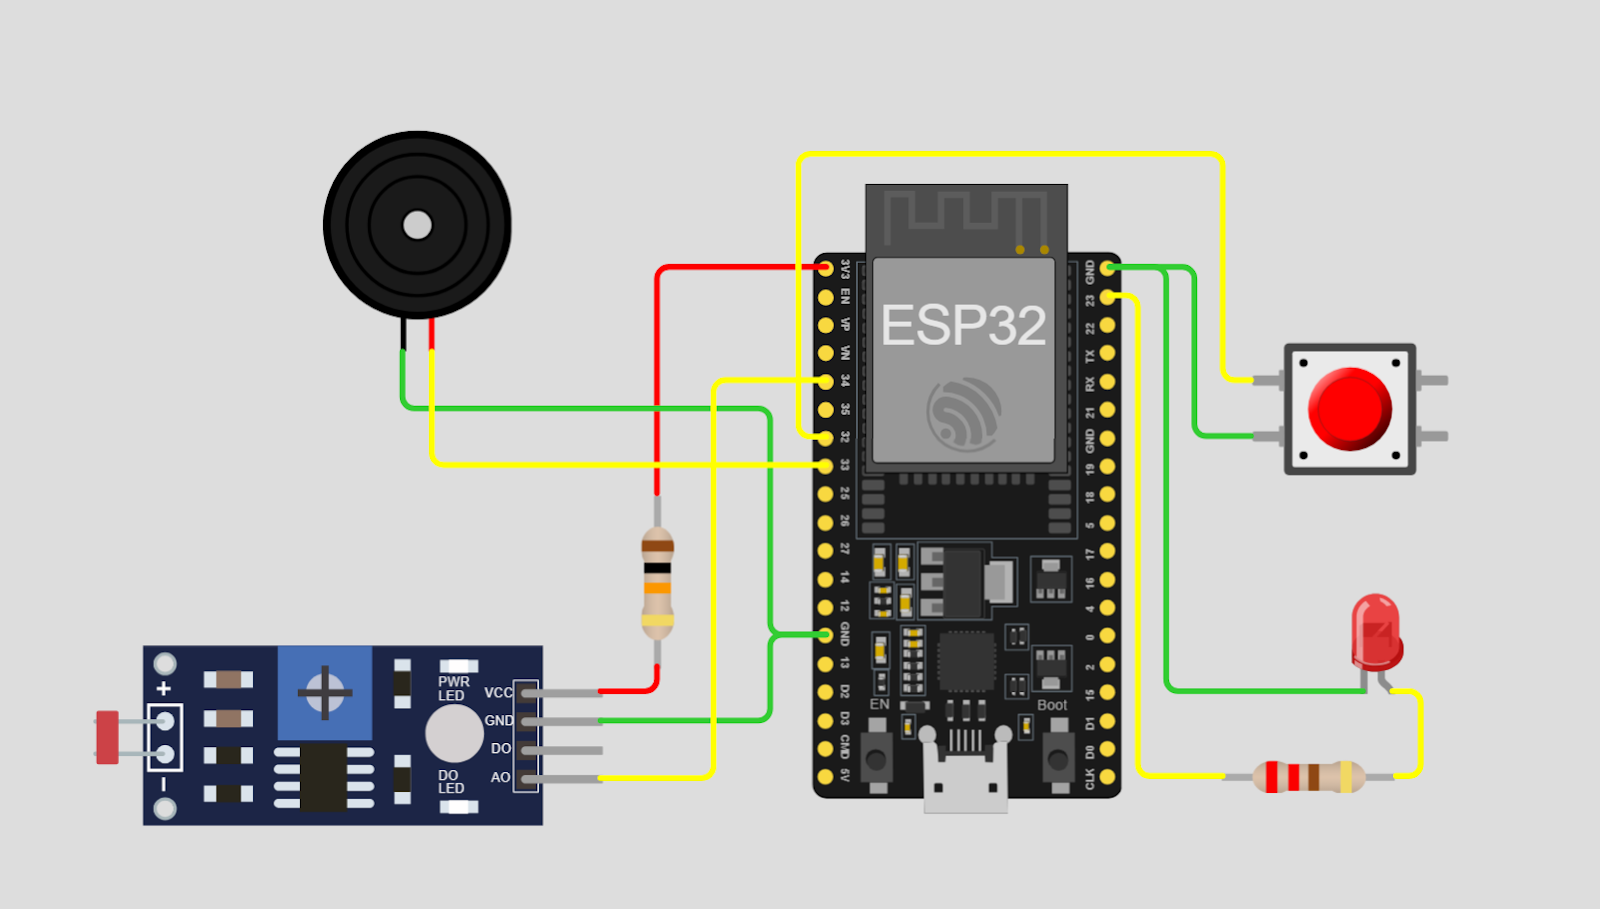 ESP32
3V3
EN
VP
VN
34
35
32
33
25
26
27
14
12
GND
13
D2
D3
CMD
5V
GND
23
22
TX
RX
21
GND
19
18
5
17
16
4
0
2
15
D1
D0
CLK
EN
Boot
+
PWR
LED
VCC
GND
DO
AO
DO
LED